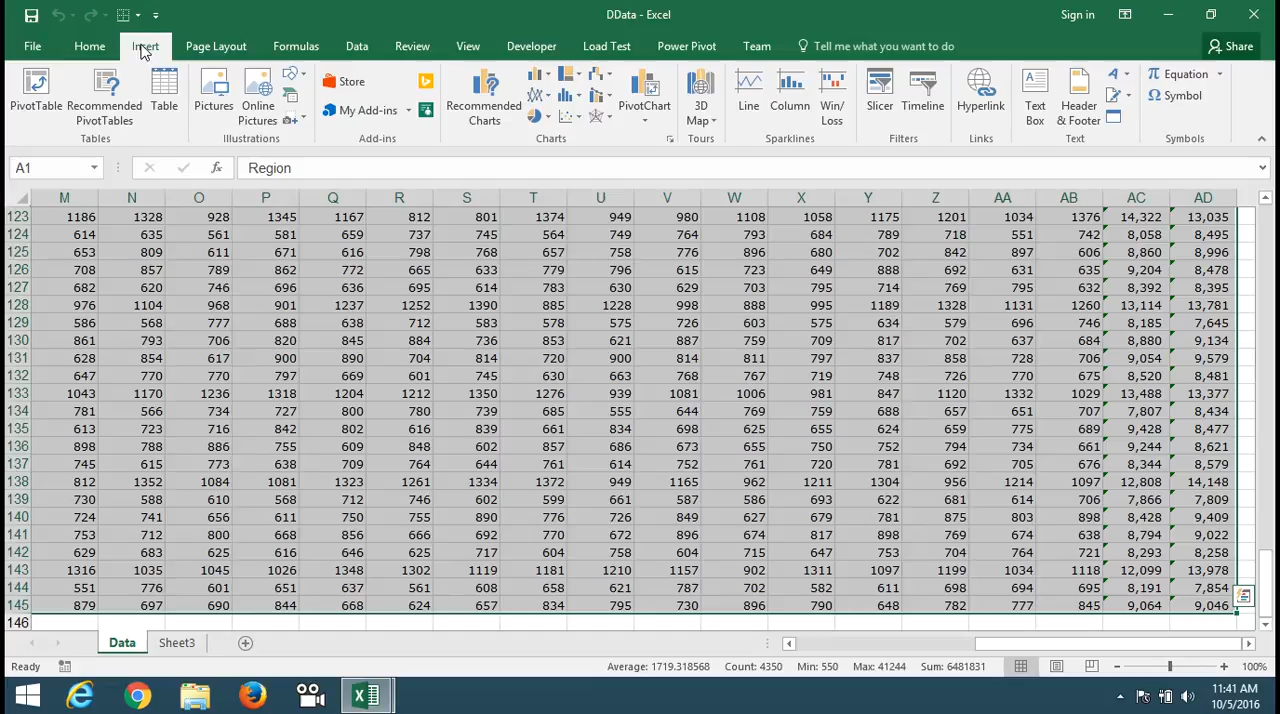 DData - Excel
Sign in
File Home Insert Page Layout Formulas Data Review View Developer Load Test Power Pivot Team Tell me what you want to do Share
PivotTable Recommended PivotTables Table Pictures Online Pictures Store My Add-ins Recommended Charts PivotChart 3D Map Line Column Win/Loss Slicer Timeline Hyperlink Text Box Header & Footer Equation Symbol
Tables Illustrations Add-ins Charts Tours Sparklines Filters Links Text Symbols
A1 fx Region
M N O P Q R S T U V W X Y Z AA AB AC AD
123 1186 1328 928 1345 1167 812 801 1374 949 980 1108 1058 1175 1201 1034 1376 14,322 13,035
124 614 635 561 581 659 737 745 564 749 764 793 684 789 718 551 742 8,058 8,495
125 653 809 611 671 616 798 768 657 758 776 896 680 702 842 897 606 8,860 8,996
126 708 857 789 862 772 665 633 779 796 615 723 649 888 692 631 635 9,204 8,478
127 682 620 746 696 636 695 614 783 630 629 703 795 714 769 795 632 8,392 8,395
128 976 1104 968 901 1237 1252 1390 885 1228 998 888 995 1189 1328 1131 1260 13,114 13,781
129 586 568 777 688 638 712 583 578 575 726 603 575 634 579 696 746 8,185 7,645
130 861 793 706 820 845 884 736 853 621 887 759 709 817 702 637 684 8,880 9,134
131 628 854 617 900 890 704 814 720 900 814 811 797 837 858 728 706 9,054 9,579
132 647 770 770 797 669 601 745 630 663 768 767 719 748 726 770 675 8,520 8,481
133 1043 1170 1236 1318 1204 1212 1350 1276 939 1081 1006 981 847 1120 1332 1029 13,488 13,377
134 781 566 734 727 800 780 739 685 555 644 769 759 688 657 651 707 7,807 8,434
135 613 723 716 842 802 616 839 661 834 698 625 655 624 659 775 689 9,428 8,477
136 898 788 886 755 609 848 602 857 686 673 655 750 752 794 734 661 9,244 8,621
137 745 615 773 638 709 764 644 761 614 752 761 720 781 692 705 676 8,344 8,579
138 812 1352 1084 1081 1323 1261 1334 1372 949 1165 962 1211 1304 956 1214 1097 12,808 14,148
139 730 588 610 568 712 746 602 599 661 587 586 693 622 681 614 706 7,866 7,809
140 724 741 656 611 750 755 890 776 726 849 627 679 781 875 803 898 8,428 9,409
141 753 712 800 668 856 666 692 770 672 896 674 817 898 769 674 638 8,794 9,022
142 629 683 625 616 646 625 717 604 758 604 715 647 753 704 764 721 8,293 8,258
143 1316 1035 1045 1026 1348 1302 1119 1181 1210 1157 902 1311 1097 1199 1034 1118 12,099 13,978
144 551 776 601 651 637 561 608 658 621 787 702 582 611 698 694 695 8,191 7,854
145 879 697 690 844 668 624 657 834 795 730 896 790 648 782 777 845 9,064 9,046
146
Data Sheet3
Ready Average: 1719.318568 Count: 4350 Min: 550 Max: 41244 Sum: 6481831 100%
11:41 AM
10/5/2016